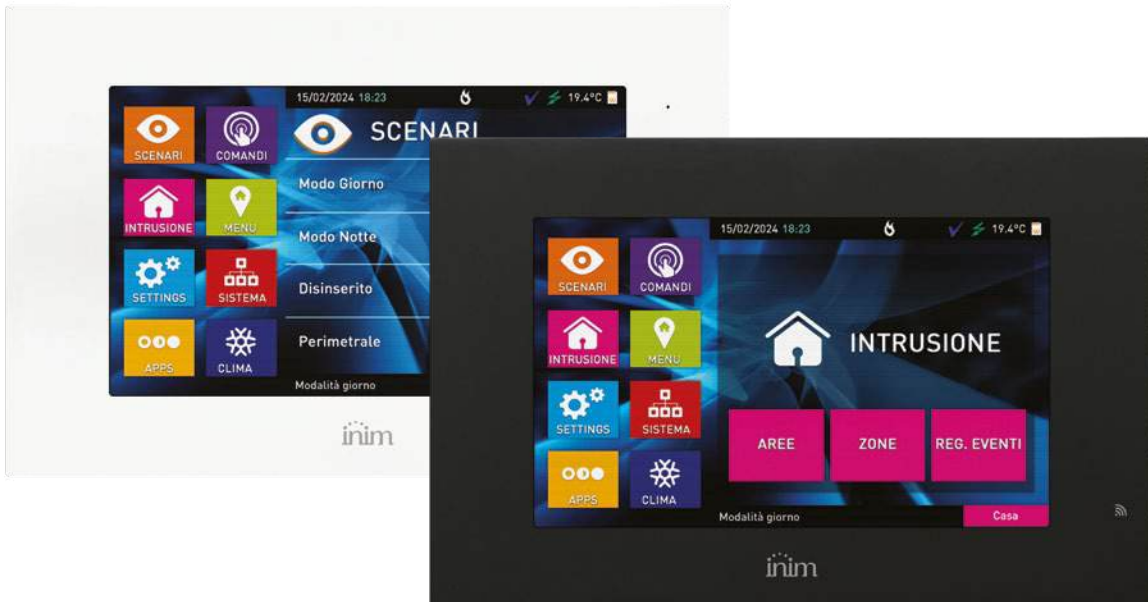 15/02/2024 18:23 19.4°C
SCENARI COMANDI
SCENARI
INTRUSIONE MENU
Modo Giorno
Modo Notte
SETTINGS SISTEMA
Disinserito
APPS CLIMA
Perimetrale
Modalità giorno
inim
15/02/2024 18:23 19.4°C
SCENARI COMANDI
INTRUSIONE MENU
INTRUSIONE
SETTINGS SISTEMA
AREE ZONE REG. EVENTI
APPS CLIMA
Modalità giorno Casa
inim